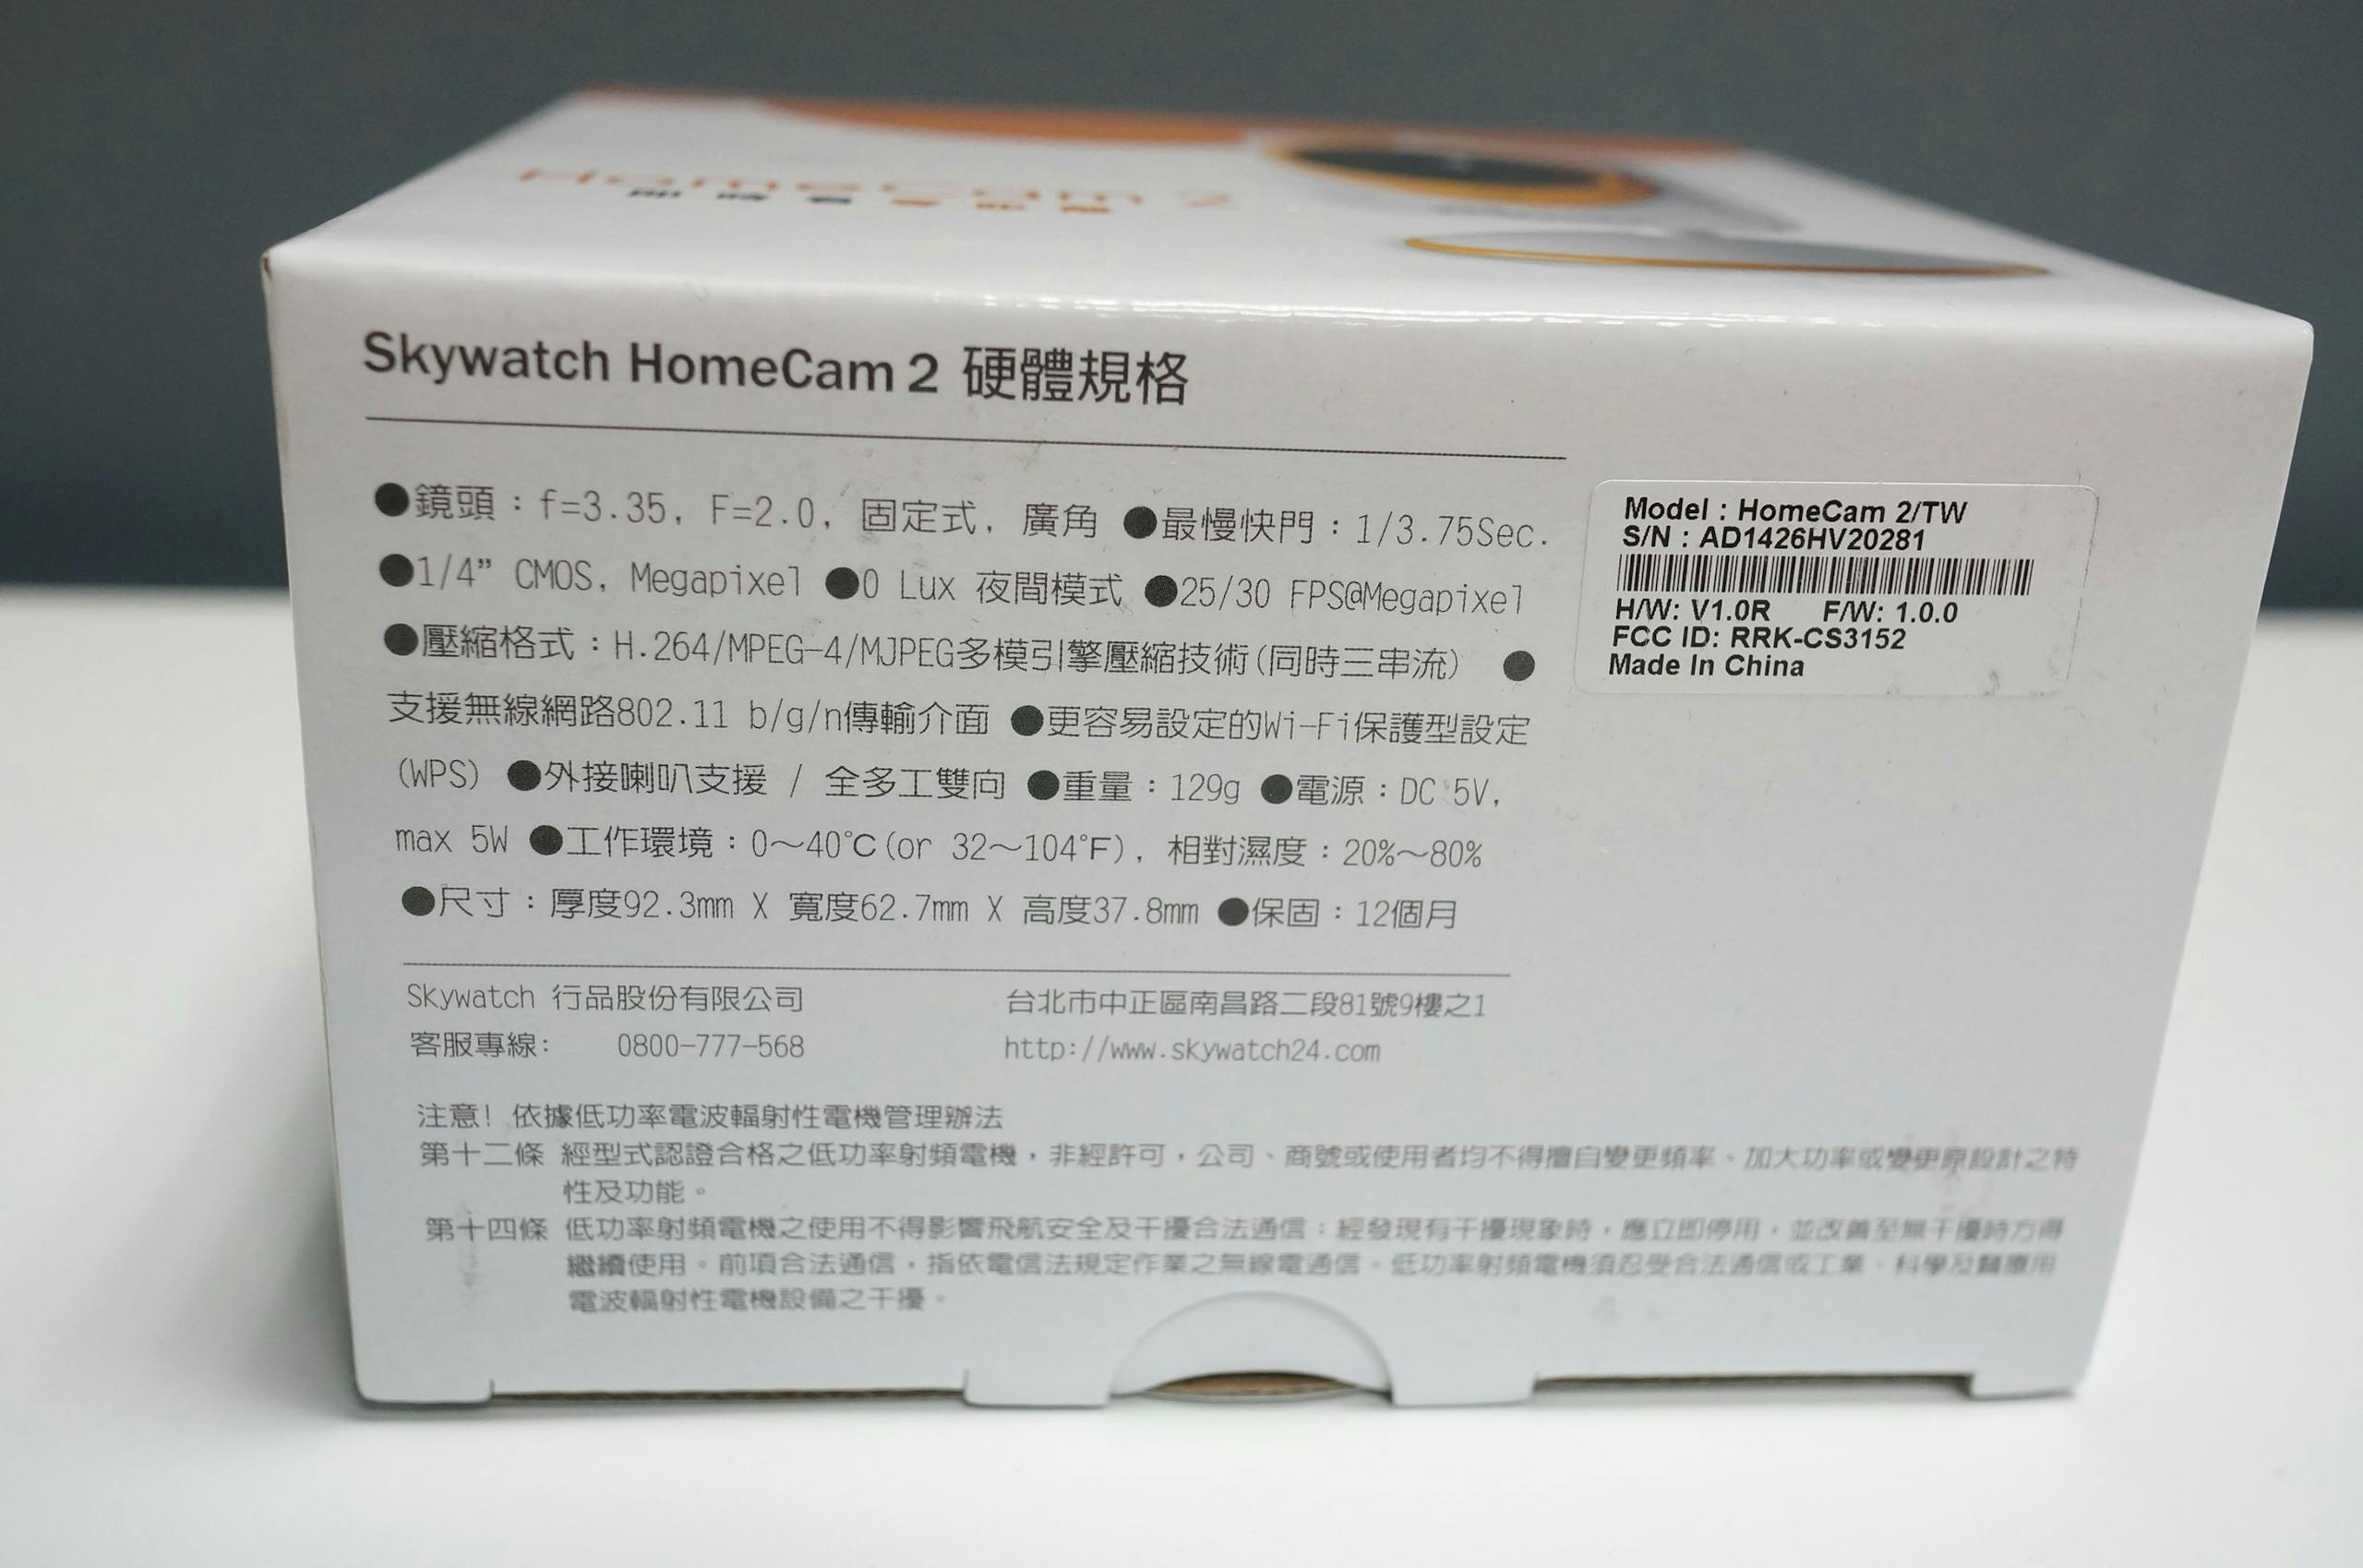 HomeCam 2
Skywatch HomeCam 2 硬體規格
●鏡頭：f=3.35, F=2.0, 固定式, 廣角 ●最慢快門：1/3.75Sec.
●1/4” CMOS, Megapixel ●0 Lux 夜間模式 ●25/30 FPS@Megapixel
●壓縮格式：H.264/MPEG-4/MJPEG多模引擎壓縮技術(同時三串流) ●
支援無線網路802.11 b/g/n傳輸介面 ●更容易設定的Wi-Fi保護型設定
(WPS) ●外接喇叭支援 / 全多工雙向 ●重量：129g ●電源：DC 5V,
max 5W ●工作環境：0～40℃(or 32～104℉), 相對濕度：20%～80%
●尺寸：厚度92.3mm X 寬度62.7mm X 高度37.8mm ●保固：12個月
Model : HomeCam 2/TW
S/N : AD1426HV20281
H/W: V1.0R F/W: 1.0.0
FCC ID: RRK-CS3152
Made In China
Skywatch 行品股份有限公司 台北市中正區南昌路二段81號9樓之1
客服專線: 0800-777-568 http://www.skywatch24.com
注意! 依據低功率電波輻射性電機管理辦法
第十二條 經型式認證合格之低功率射頻電機，非經許可，公司、商號或使用者均不得擅自變更頻率、加大功率或變更原設計之特
性及功能。
第十四條 低功率射頻電機之使用不得影響飛航安全及干擾合法通信；經發現有干擾現象時，應立即停用，並改善至無干擾時方得
繼續使用。前項合法通信，指依電信法規定作業之無線電通信。低功率射頻電機須忍受合法通信或工業、科學及醫療用
電波輻射性電機設備之干擾。